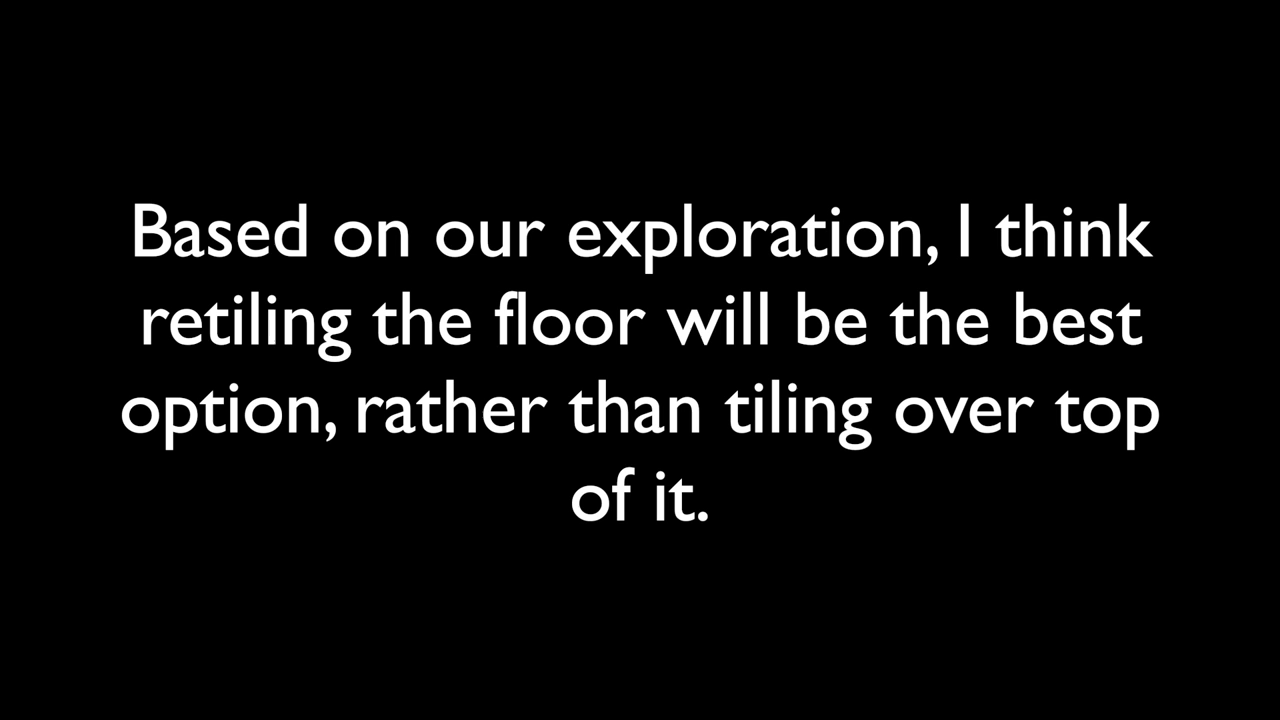 Based on our exploration, I think
retiling the floor will be the best
option, rather than tiling over top
of it.